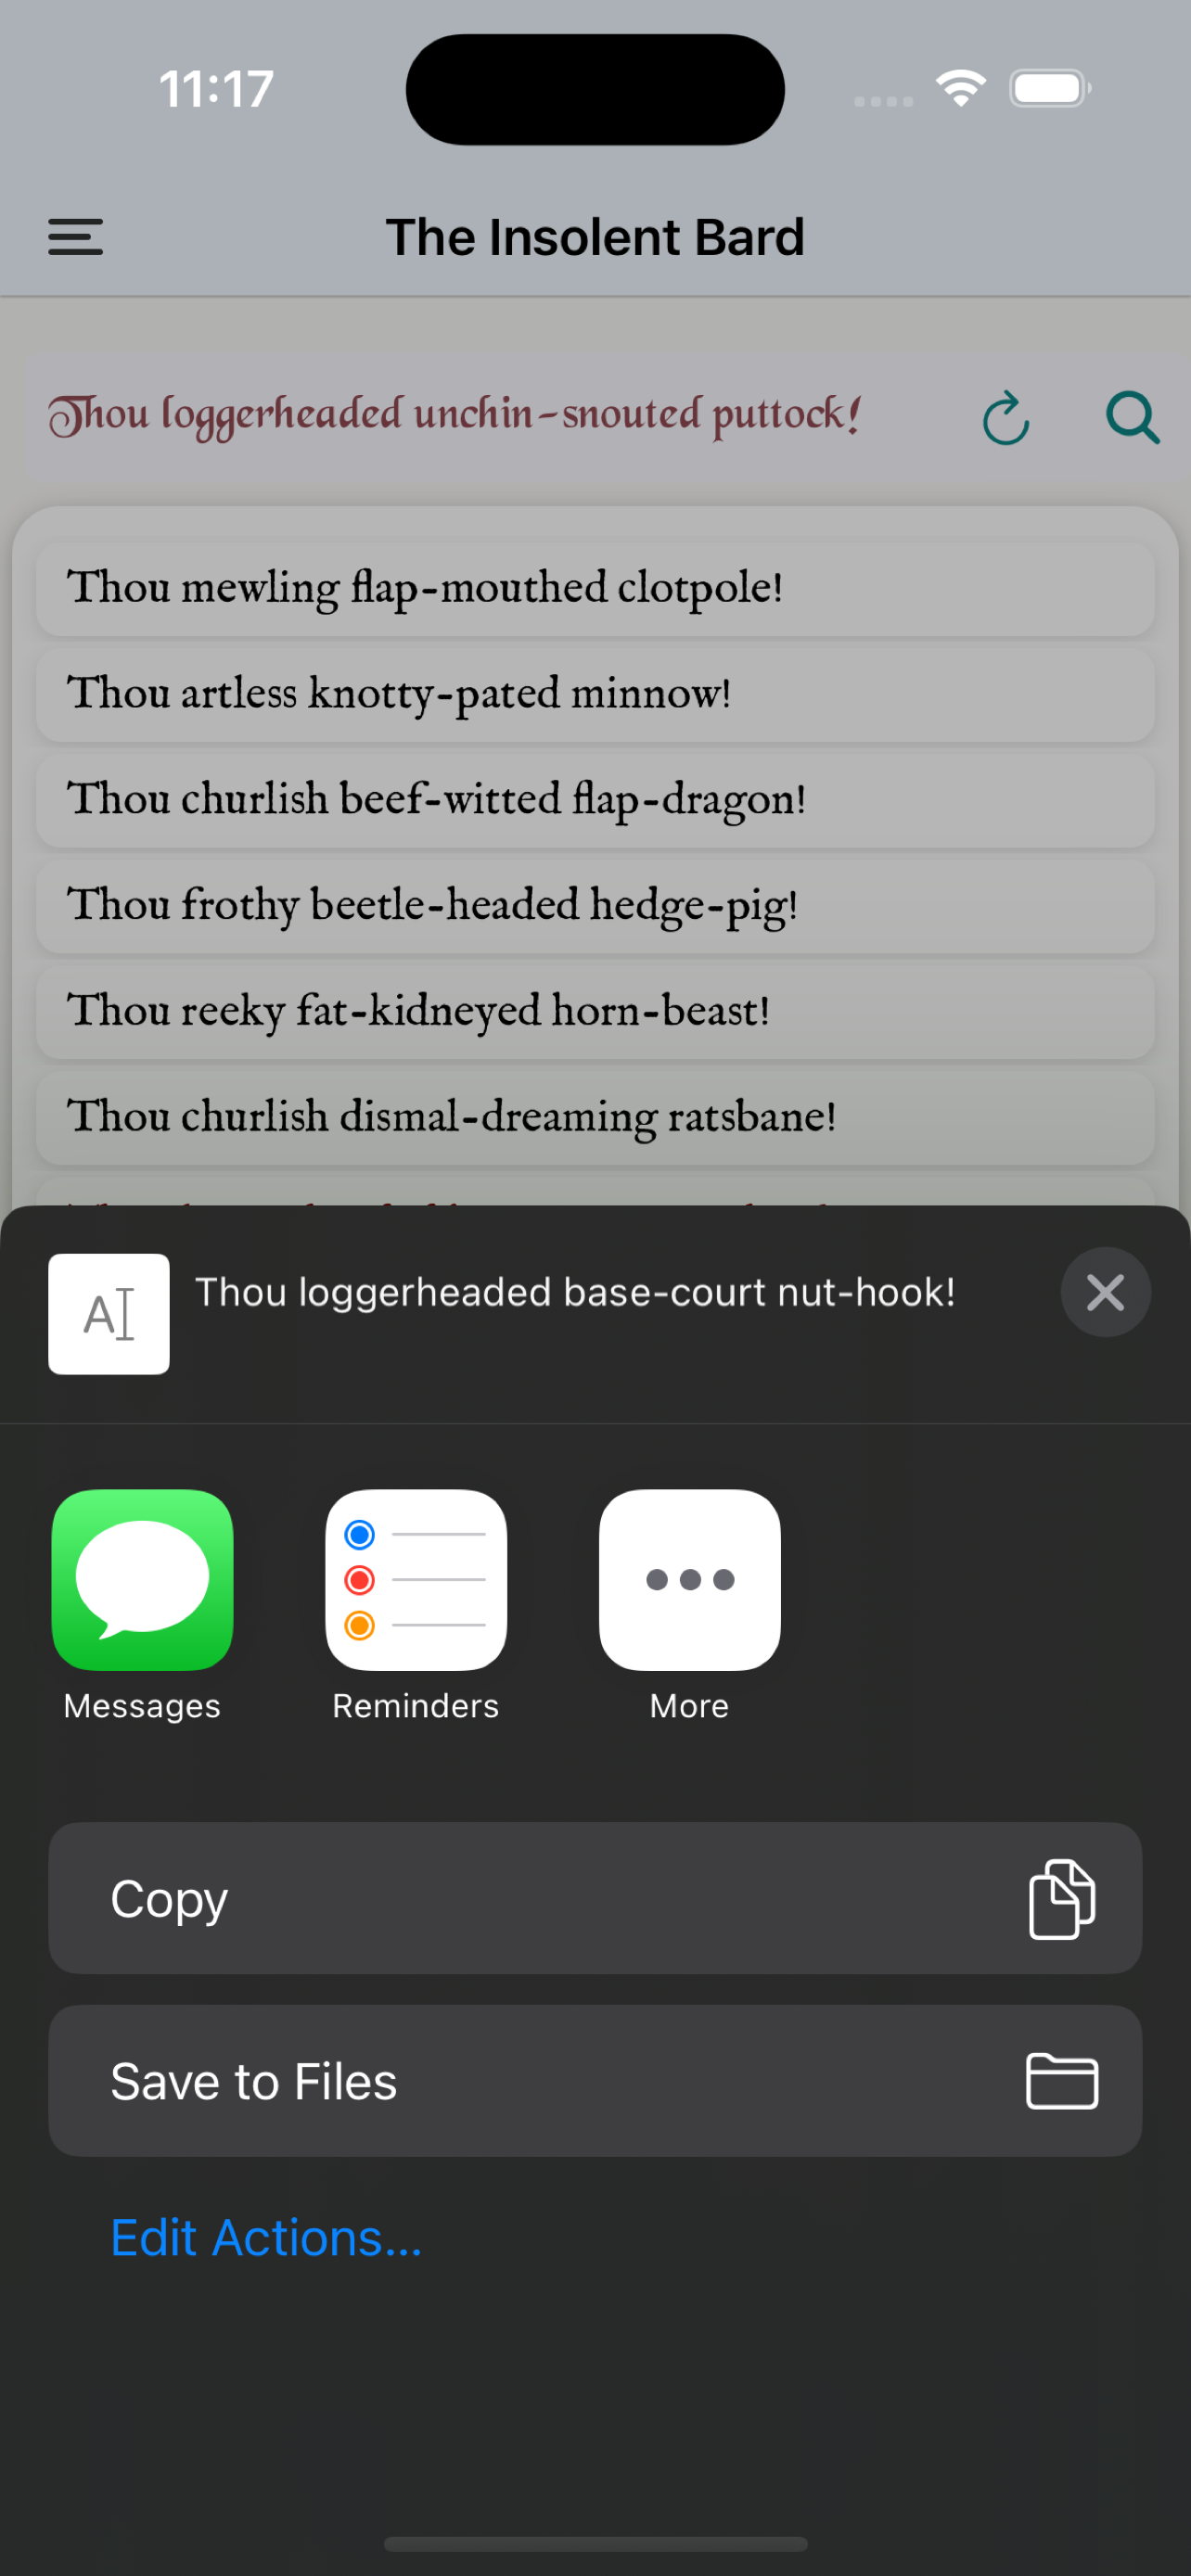 11:17
The Insolent Bard
Thou loggerheaded unchin-snouted puttock!
Thou mewling flap-mouthed clotpole!
Thou artless knotty-pated minnow!
Thou churlish beef-witted flap-dragon!
Thou frothy beetle-headed hedge-pig!
Thou reeky fat-kidneyed horn-beast!
Thou churlish dismal-dreaming ratsbane!
Thou loggerheaded base-court nut-hook!
Messages
Reminders
More
Copy
Save to Files
Edit Actions...